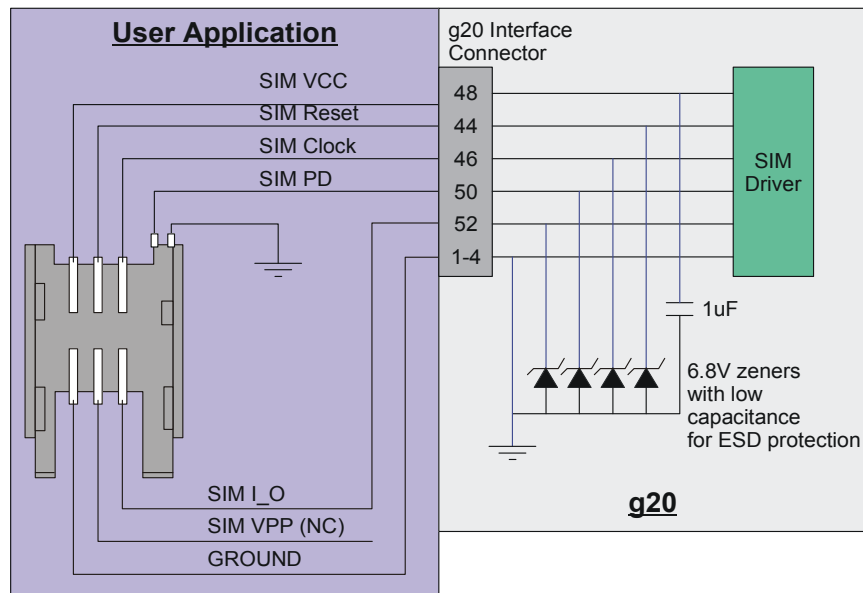 User Application
g20 Interface
Connector
SIM VCC
48
SIM Reset
44
SIM Clock
46
SIM PD
50
52
1-4
SIM
Driver
1uF
6.8V zeners
with low
capacitance
for ESD protection
SIM I_O
g20
SIM VPP (NC)
GROUND